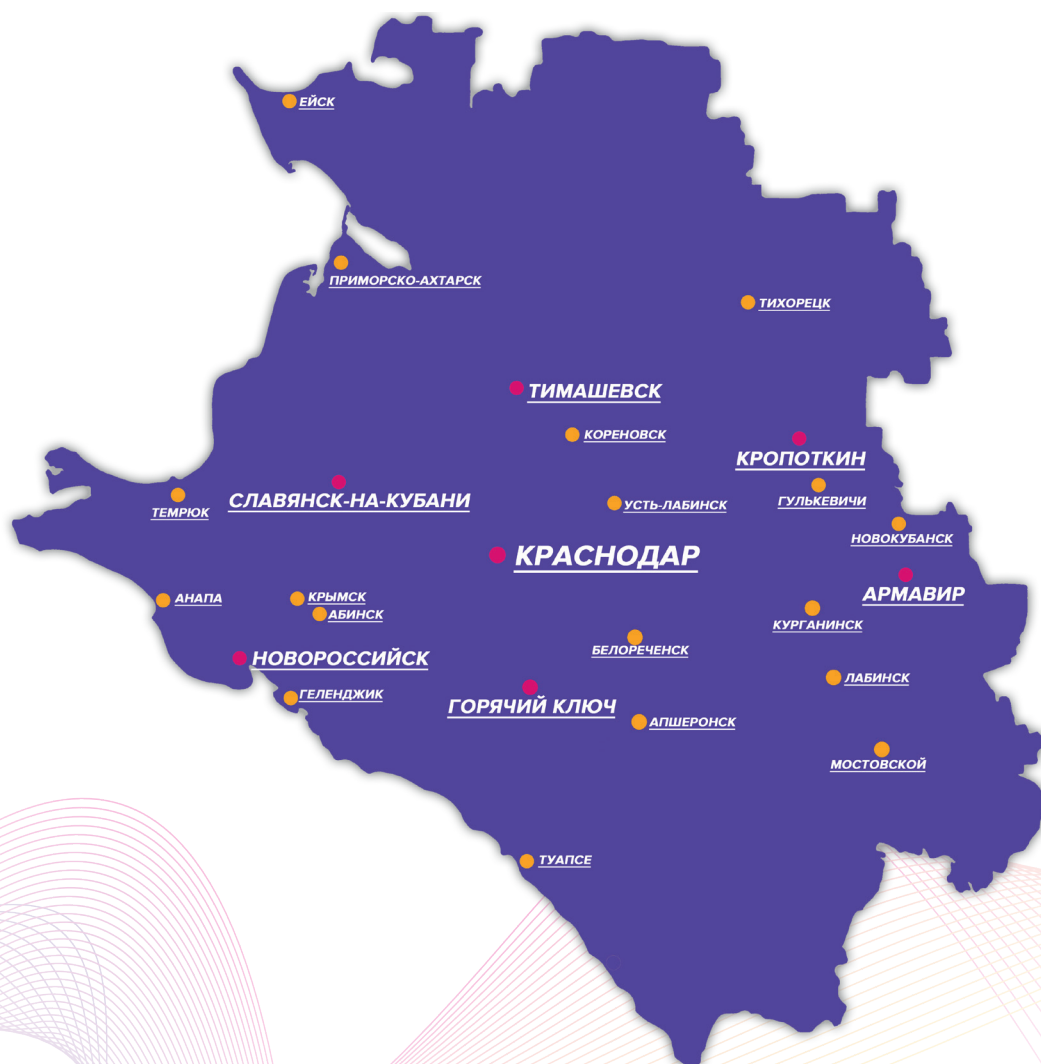 ЕЙСК
ПРИМОРСКО-АХТАРСК
ТИХОРЕЦК
ТИМАШЕВСК
КОРЕНОВСК
КРОПОТКИН
ГУЛЬКЕВИЧИ
СЛАВЯНСК-НА-КУБАНИ
ТЕМРЮК
УСТЬ-ЛАБИНСК
НОВОКУБАНСК
КРАСНОДАР
АРМАВИР
АНАПА
КРЫМСК
АБИНСК
КУРГАНИНСК
БЕЛОРЕЧЕНСК
НОВОРОССИЙСК
ЛАБИНСК
ГЕЛЕНДЖИК
ГОРЯЧИЙ КЛЮЧ
АПШЕРОНСК
МОСТОВСКОЙ
ТУАПСЕ